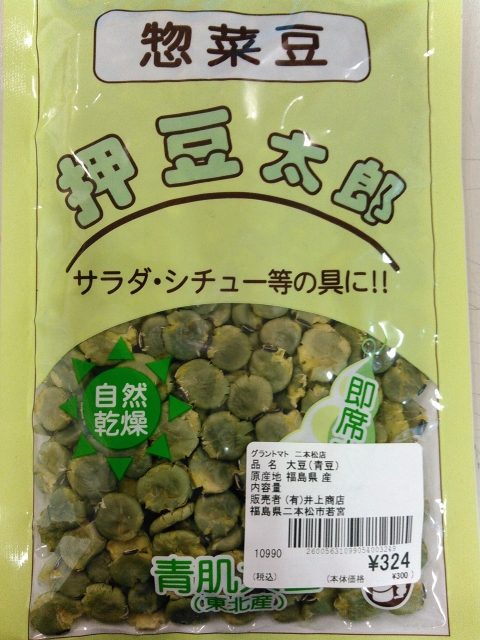 惣菜豆
押豆太郎
サラダ・シチュー等の具に!!
自然
乾燥
即席
グラントマト 二本松店
品 名 大豆(青豆)
原産地 福島県 産
内容量
販売者 (有)井上商店
福島県二本松市若宮
10990
26005631099054003249
¥324
(税込)
(本体価格 ¥300)
青肌
(東北産)